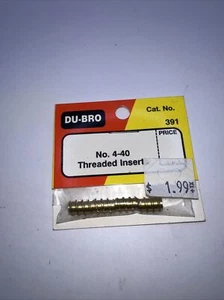 DU-BRO
Cat. No.
391
PRICE
No. 4-40
Threaded Insert
$ 1.99